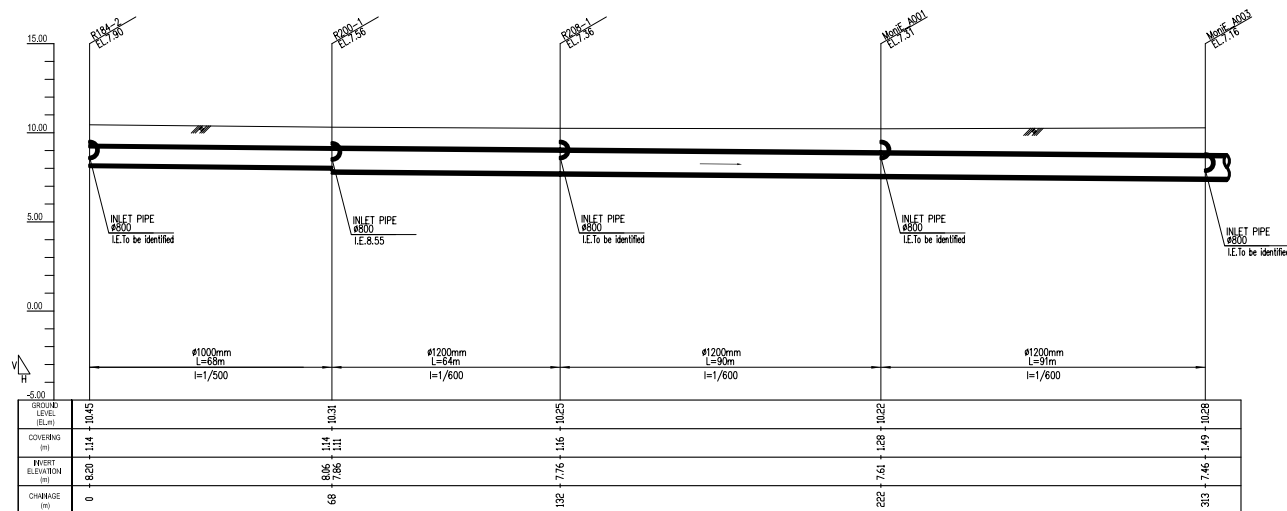 R184-2
EL.7.90
R200-1
EL.7.56
R208-1
EL.7.36
MonjE_A001
EL.7.31
MonjE_A003
EL.7.16
15.00
10.00
5.00
0.00
-5.00
INLET PIPE
ø800
I.E.To be identified
INLET PIPE
ø800
I.E.8.55
INLET PIPE
ø800
I.E.To be identified
INLET PIPE
ø800
I.E.To be identified
INLET PIPE
ø800
I.E.To be identified
V
H
ø1000mm
L=68m
I=1/500
ø1200mm
L=64m
I=1/600
ø1200mm
L=90m
I=1/600
ø1200mm
L=91m
I=1/600
GROUND
LEVEL
(EL.m)
10.45
10.31
10.25
10.22
10.28
COVERING
(m)
1.14
1.14
1.11
1.16
1.28
1.49
INVERT
ELEVATION
(m)
8.20
8.06
7.86
7.76
7.61
7.46
CHAINAGE
(m)
0
68
132
222
313